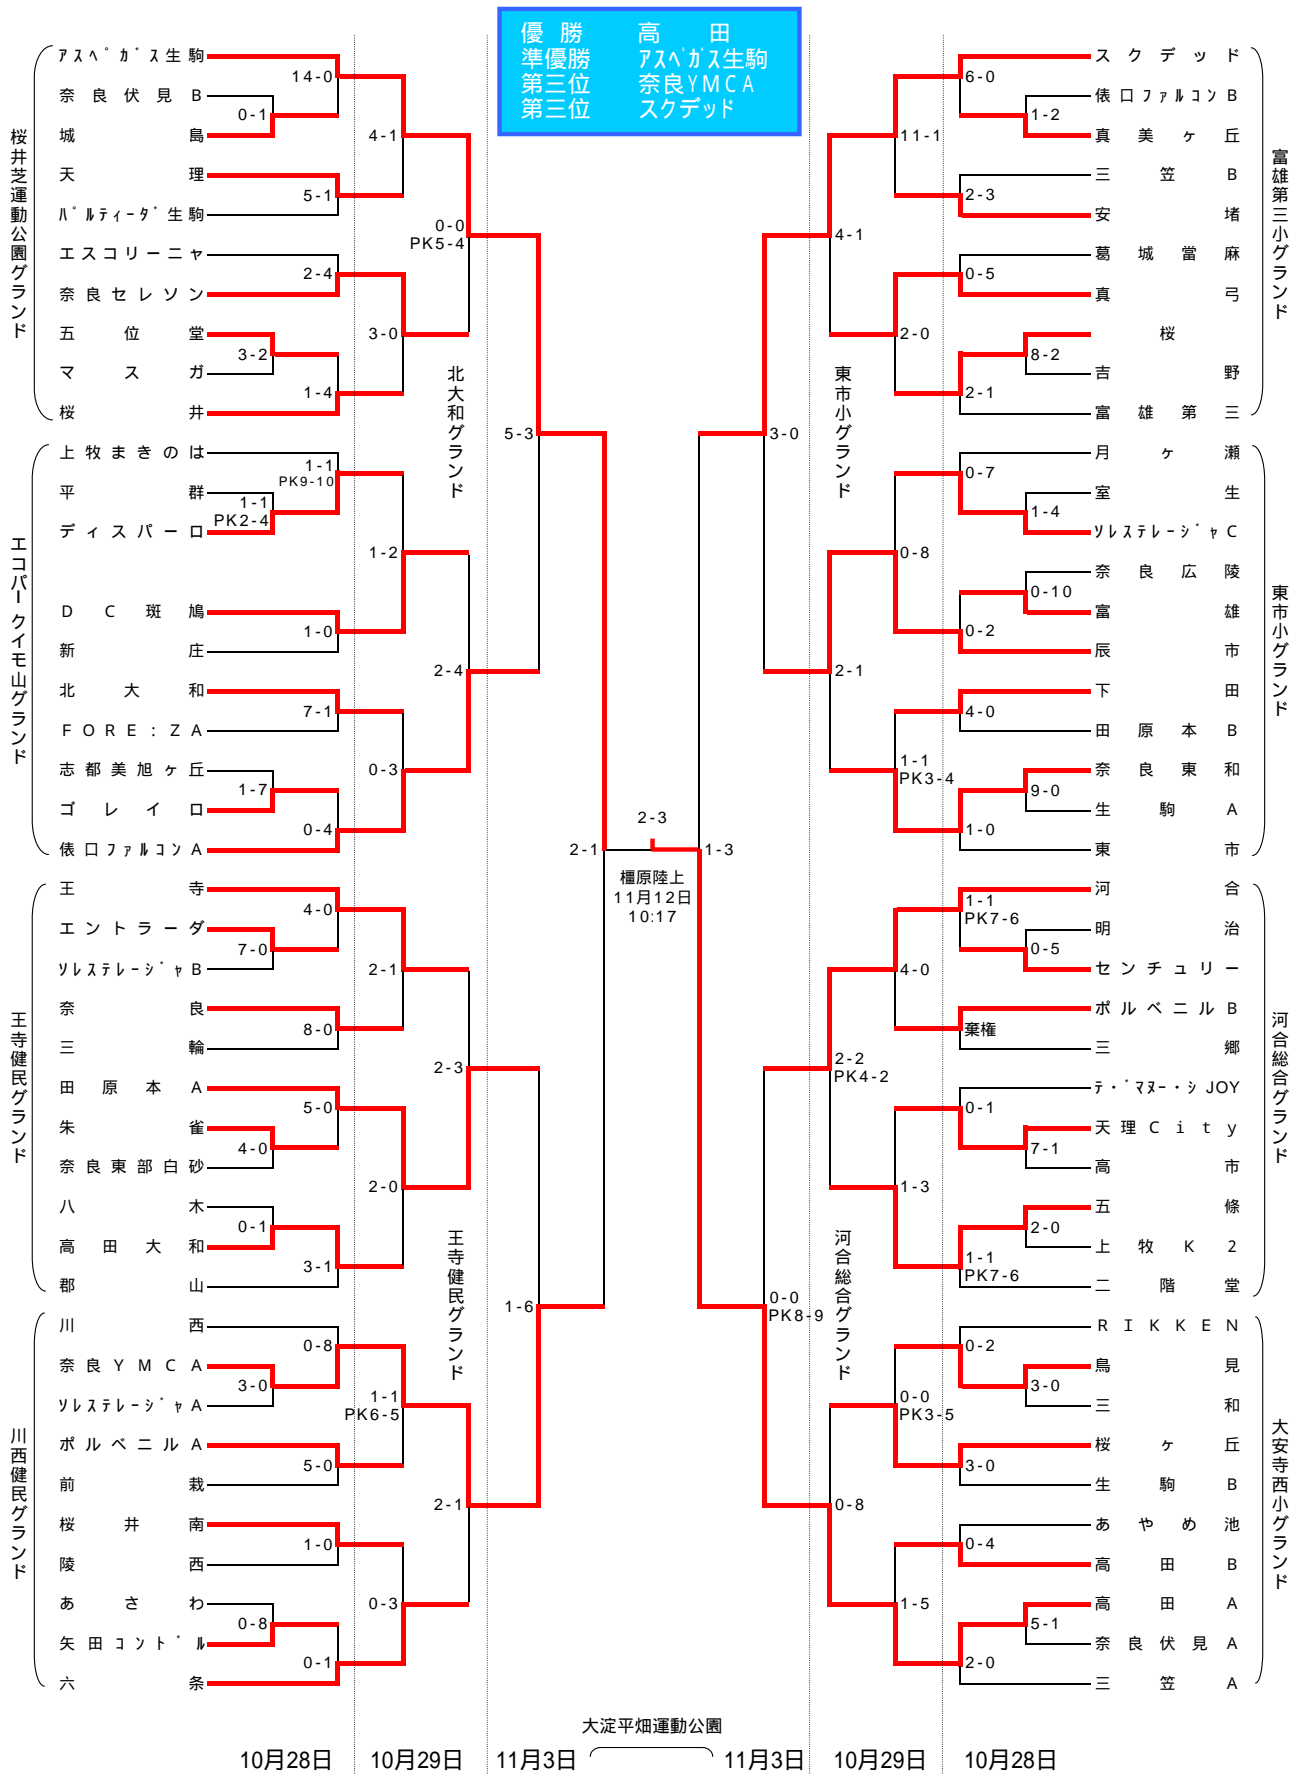 優勝 高田
準優勝 アスペガス生駒
第三位 奈良YMCA
第三位 スクデッド
桜井芝運動公園グランド
アスペガス生駒
奈良伏見B
城島
天理
パルティーダ生駒
エスコリーニャ
奈良セレソン
五位堂
マスガ
桜井
14-0
0-1
5-1
2-4
3-2
1-4
4-1
3-0
0-0
PK5-4
北大和グランド
エコパークイモ山グランド
上牧まきのは
平群
ディスパーロ
DC斑鳩
新庄
北大和
FORE:ZA
志都美旭ヶ丘
ゴレイロ
俵口ファルコンA
1-1
PK9-10
1-1
PK2-4
1-0
7-1
1-7
0-4
1-2
0-3
2-4
5-3
王寺健民グランド
王寺
エントラーダ
ソレステレージャB
奈良
三輪
田原本A
朱雀
奈良東部白砂
八木
高田大和
郡山
4-0
7-0
8-0
5-0
4-0
0-1
3-1
2-1
2-0
2-3
王寺健民グランド
川西健民グランド
川西
奈良YMCA
ソレステレージャA
ポルベニルA
前栽
桜井南
陵西
あさわ
矢田コンドル
六条
0-8
3-0
5-0
1-0
0-8
0-1
1-1
PK6-5
0-3
2-1
1-6
2-1
2-3
橿原陸上
11月12日
10:17
1-3
富雄第三小グランド
スクデッド
俵口ファルコンB
真美ヶ丘
三笠B
安堵
葛城當麻
真弓
桜
吉野
富雄第三
6-0
1-2
2-3
0-5
8-2
2-1
11-1
2-0
4-1
東市小グランド
3-0
東市小グランド
月ヶ瀬
室生
ソレステレージャC
奈良広陵
富雄
辰市
下田
田原本B
奈良東和
生駒A
東市
0-7
1-4
0-10
0-2
4-0
9-0
1-0
0-8
1-1
PK3-4
2-1
河合総合グランド
河合
明治
センチュリー
ポルベニルB
三郷
デ・マヌー・シJOY
天理City
高市
五條
上牧K2
二階堂
1-1
PK7-6
0-5
棄権
0-1
7-1
2-0
1-1
PK7-6
4-0
1-3
2-2
PK4-2
河合総合グランド
0-0
PK8-9
大安寺西小グランド
RIKKEN
鳥見
三和
桜ヶ丘
生駒B
あやめ池
高田B
高田A
奈良伏見A
三笠A
0-2
3-0
3-0
0-4
5-1
2-0
0-0
PK3-5
1-5
0-8
大淀平畑運動公園
10月28日 10月29日 11月3日 11月3日 10月29日 10月28日